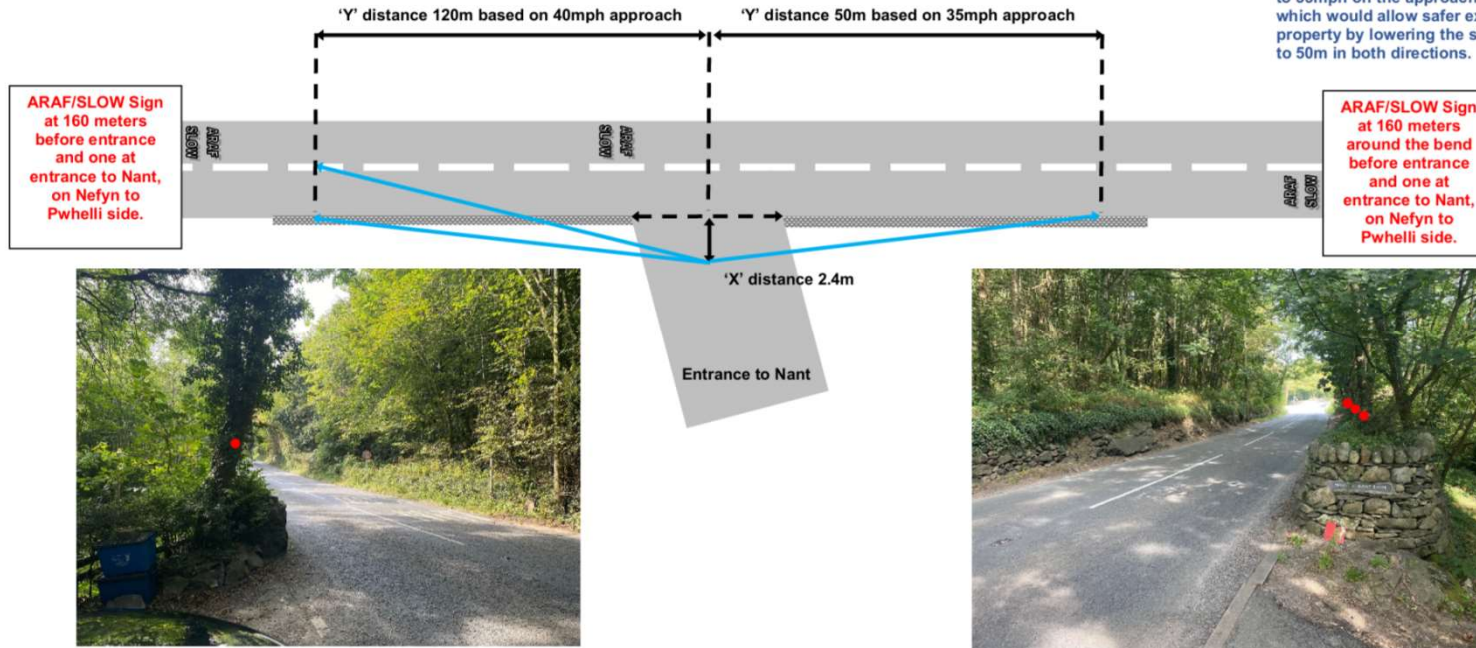 'Y' distance 120m based on 40mph approach
'Y' distance 50m based on 35mph approach
on the approach
which would allow safer
property by lowering the
to 50m in both directions.
ARAF/SLOW Sign
at 160 meters
before entrance
and one at
entrance to Nant,
on Nefyn to
Pwhelli side.
ARAF
SLOW
ARAF
SLOW
ARAF
SLOW
ARAF/SLOW Sign
at 160 meters
around the bend
before entrance
and one at
entrance to Nant,
on Nefyn to
Pwhelli side.
'X' distance 2.4m
Entrance to Nant